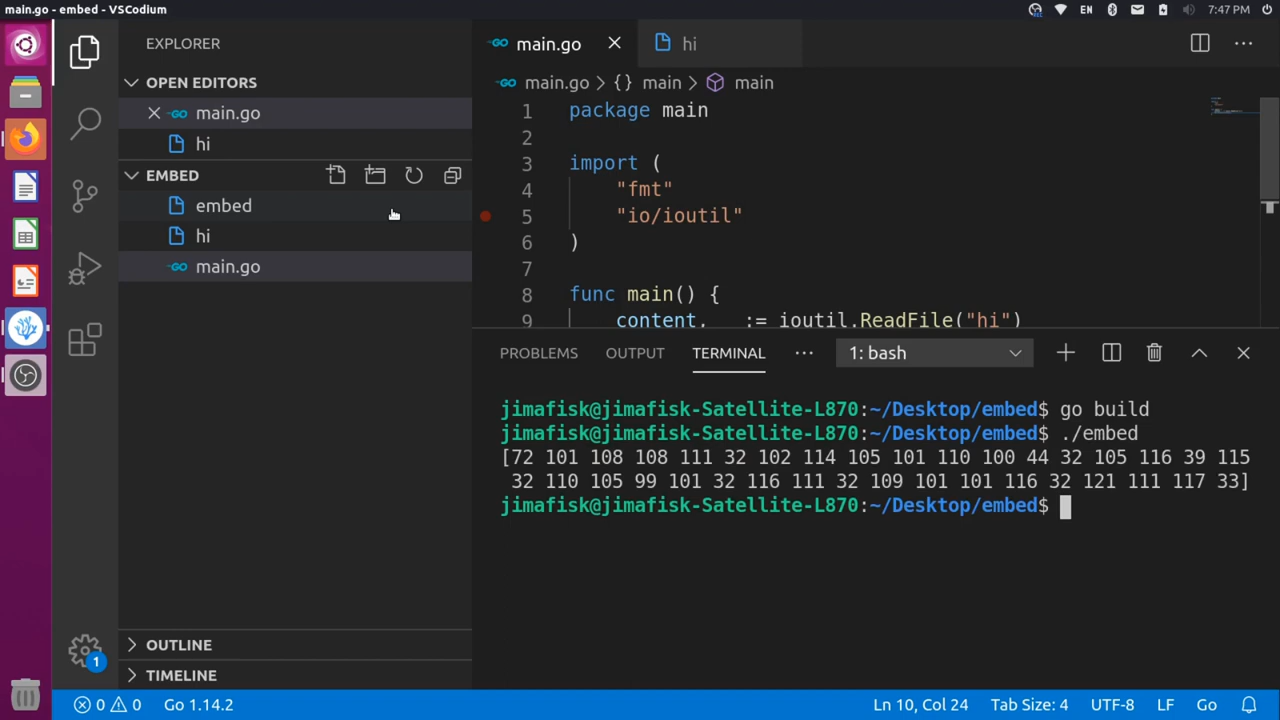 main.go - embed - VSCodium
EN
7:47 PM
EXPLORER
OPEN EDITORS
main.go
hi
EMBED
embed
hi
main.go
OUTLINE
TIMELINE
main.go
hi
main.go > {} main > main
1 package main
2
3 import (
4 "fmt"
5 "io/ioutil"
6 )
7
8 func main() {
9 content, := ioutil.ReadFile("hi")
PROBLEMS OUTPUT TERMINAL ··· 1: bash
jimafisk@jimafisk-Satellite-L870:~/Desktop/embed$ go build
jimafisk@jimafisk-Satellite-L870:~/Desktop/embed$ ./embed
[72 101 108 108 111 32 102 114 105 101 110 100 44 32 105 116 39 115
32 110 105 99 101 32 116 111 32 109 101 101 116 32 121 111 117 33]
jimafisk@jimafisk-Satellite-L870:~/Desktop/embed$
1
0 0 Go 1.14.2 Ln 10, Col 24 Tab Size: 4 UTF-8 LF Go